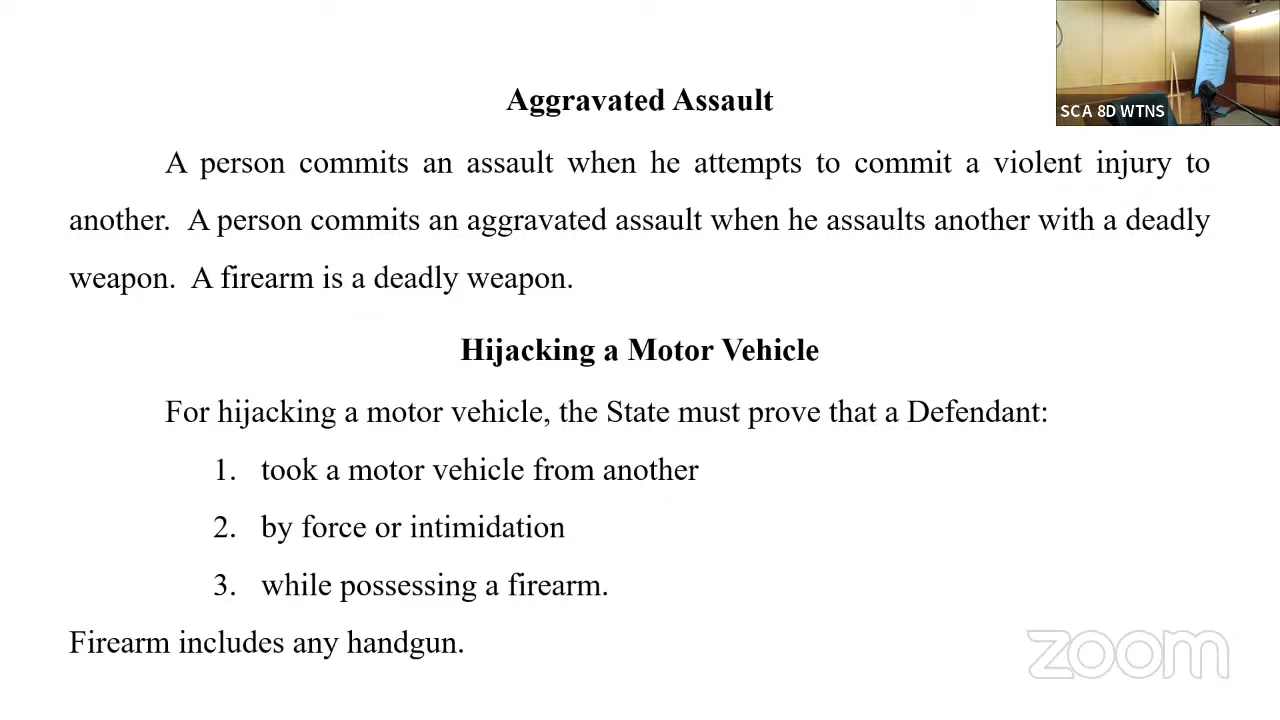 SCA 8D WTNS
Aggravated Assault
A person commits an assault when he attempts to commit a violent injury to
another. A person commits an aggravated assault when he assaults another with a deadly
weapon. A firearm is a deadly weapon.
Hijacking a Motor Vehicle
For hijacking a motor vehicle, the State must prove that a Defendant:
1. took a motor vehicle from another
2. by force or intimidation
3. while possessing a firearm.
Firearm includes any handgun.
zoom